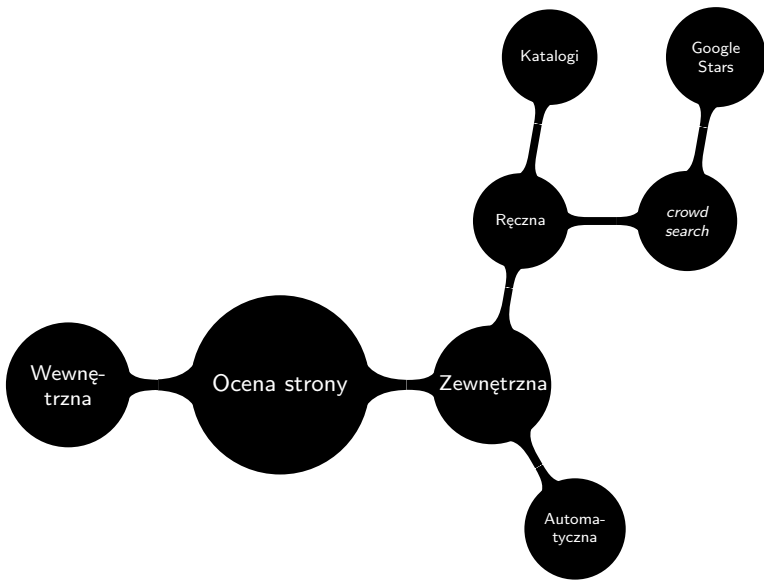 Katalogi
Google
Stars
Ręczna
crowd
search
Wewnę-
trzna
Ocena strony
Zewnętrzna
Automa-
tyczna